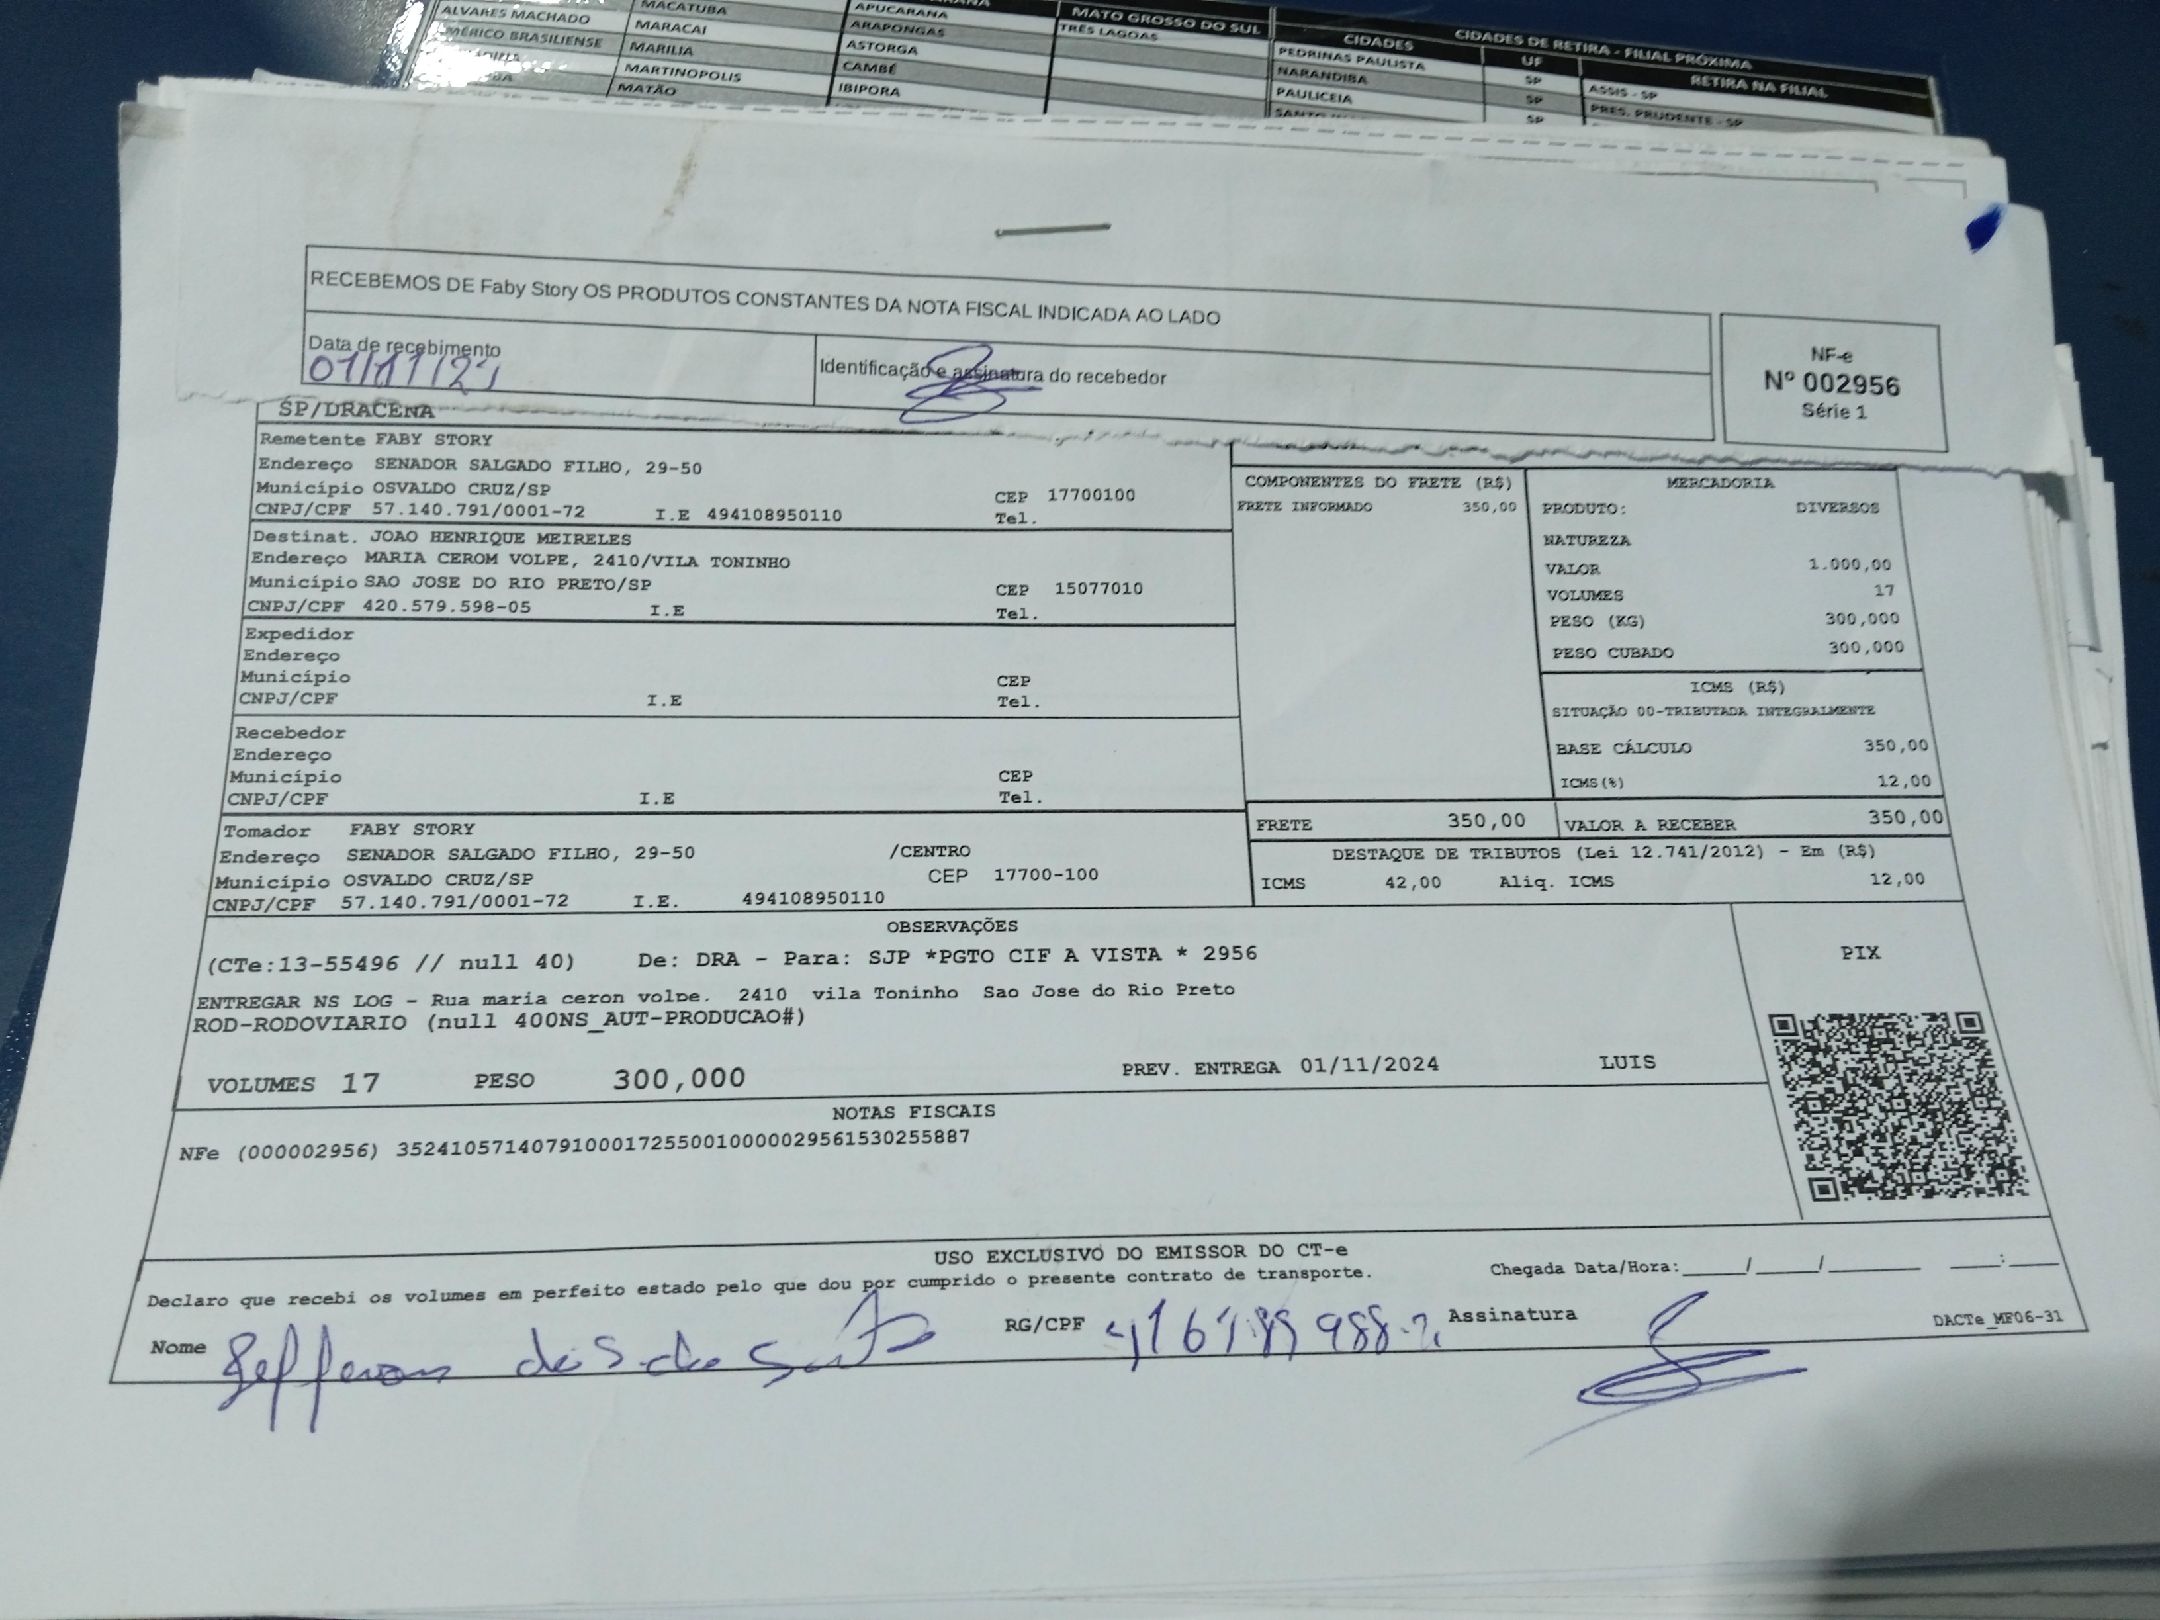 ALVARES MACHADO MACATUBA APUCARANA MATO GROSSO DO SUL CIDADES DE RETIRA - FILIAL PRÓXIMA
MÉRICO BRASILIENSE MARACAI ARAPONGAS TRÊS LAGOAS CIDADES UF RETIRA NA FILIAL
MARILIA ASTORGA PEDRINAS PAULISTA SP ASSIS - SP
MARTINOPOLIS CAMBÉ NARANDIBA SP PRES. PRUDENTE - SP
MATÃO IBIPORA PAULICEIA SP
RECEBEMOS DE Faby Story OS PRODUTOS CONSTANTES DA NOTA FISCAL INDICADA AO LADO
Data de recebimento
Identificação e assinatura do recebedor
NF-e
Nº 002956
Série 1
SP/DRACENA
Remetente FABY STORY
Endereço SENADOR SALGADO FILHO, 29-50
Município OSVALDO CRUZ/SP CEP 17700100
CNPJ/CPF 57.140.791/0001-72 I.E 494108950110 Tel.
Destinat. JOAO HENRIQUE MEIRELES
Endereço MARIA CEROM VOLPE, 2410/VILA TONINHO
Município SAO JOSE DO RIO PRETO/SP CEP 15077010
CNPJ/CPF 420.579.598-05 I.E Tel.
Expedidor
Endereço
Município CEP
CNPJ/CPF I.E Tel.
Recebedor
Endereço
Município CEP
CNPJ/CPF I.E Tel.
Tomador FABY STORY
Endereço SENADOR SALGADO FILHO, 29-50 /CENTRO
Município OSVALDO CRUZ/SP CEP 17700-100
CNPJ/CPF 57.140.791/0001-72 I.E. 494108950110
COMPONENTES DO FRETE (R$)
FRETE INFORMADO 350,00
MERCADORIA
PRODUTO: DIVERSOS
NATUREZA
VALOR 1.000,00
VOLUMES 17
PESO (KG) 300,000
PESO CUBADO 300,000
ICMS (R$)
SITUAÇÃO 00-TRIBUTADA INTEGRALMENTE
BASE CÁLCULO 350,00
ICMS(%) 12,00
FRETE 350,00 VALOR A RECEBER 350,00
DESTAQUE DE TRIBUTOS (Lei 12.741/2012) - Em (R$)
ICMS 42,00 Aliq. ICMS 12,00
OBSERVAÇÕES
(CTe:13-55496 // null 40) De: DRA - Para: SJP *PGTO CIF A VISTA * 2956
ENTREGAR NS LOG - Rua maria ceron volpe. 2410 vila Toninho Sao Jose do Rio Preto
ROD-RODOVIARIO (null 400NS_AUT-PRODUCAO#)
VOLUMES 17 PESO 300,000 PREV. ENTREGA 01/11/2024 LUIS
PIX
NOTAS FISCAIS
NFe (000002956) 35241057140791000172550010000029561530255887
USO EXCLUSIVO DO EMISSOR DO CT-e
Declaro que recebi os volumes em perfeito estado pelo que dou por cumprido o presente contrato de transporte. Chegada Data/Hora:_____/_____/_______ ____:____
Nome RG/CPF Assinatura DACTe_MF06-31